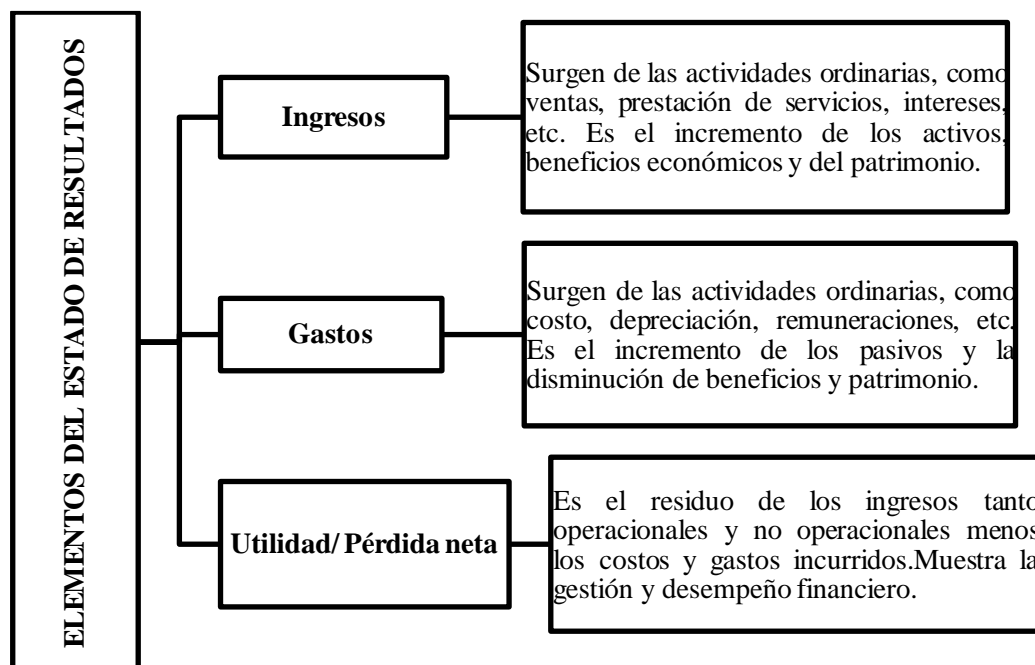 ELEMENTOS DEL ESTADO DE RESULTADOS
Ingresos
Surgen de las actividades ordinarias, como
ventas, prestación de servicios, intereses,
etc. Es el incremento de los activos,
beneficios económicos y del patrimonio.
Gastos
Surgen de las actividades ordinarias, como
costo, depreciación, remuneraciones, etc.
Es el incremento de los pasivos y la
disminución de beneficios y patrimonio.
Utilidad/ Pérdida neta
Es el residuo de los ingresos tanto
operacionales y no operacionales menos
los costos y gastos incurridos.Muestra la
gestión y desempeño financiero.